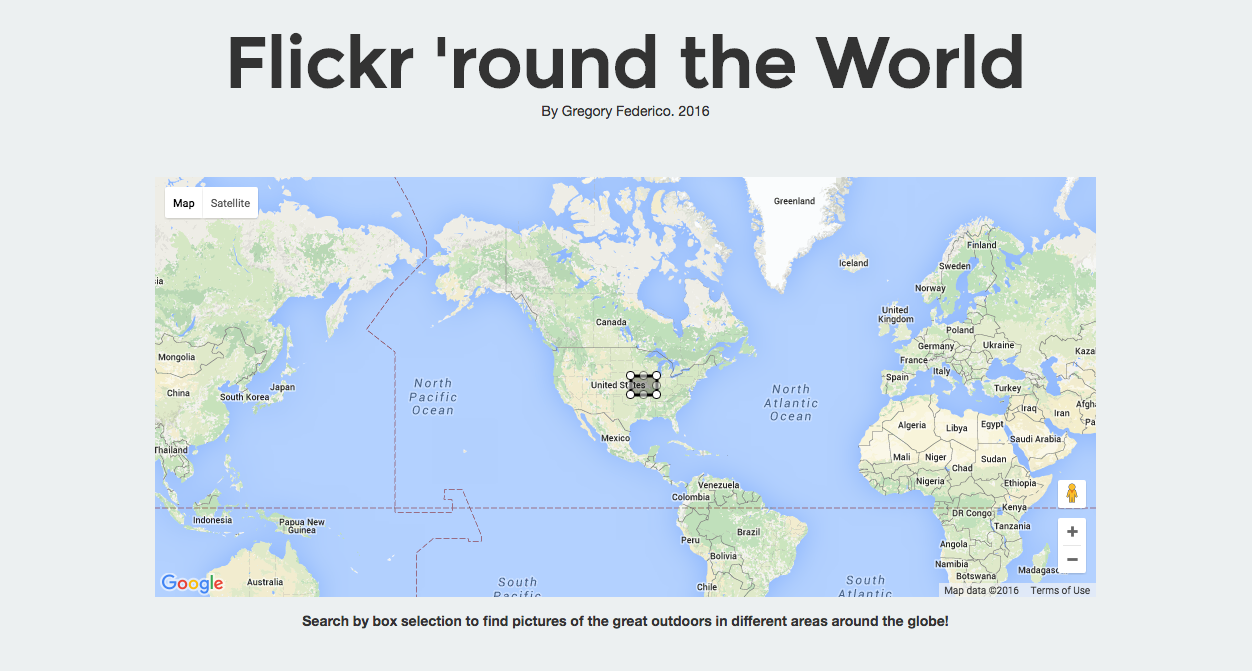 Flickr 'round the World
By Gregory Federico. 2016
Map Satellite
Greenland
Finland
Iceland
Sweden
Norway
United
Kingdom
Canada
Poland
Germany
Ukraine
France
Mongolia
Kaza
Italy
Spain
China
Japan
South Korea
United States
Turkey
North
Pacific
Ocean
North
Atlantic
Ocean
Iraq
Iran
Afgh
Pa
Algeria
Libya
Egypt
Saudi Arabia
Mexico
Thailand
Mali
Niger
Chad
Sudan
Nigeria
Ethiopia
Venezuela
Colombia
Kenya
DR Congo
Indonesia
Papua New
Guinea
Tanzania
Brazil
Peru
Angola
Bolivia
Namibia
Madagasc
Botswana
Australia
Chile
South
Pacific
South
Atlantic
Google
Map data ©2016 Terms of Use
Search by box selection to find pictures of the great outdoors in different areas around the globe!